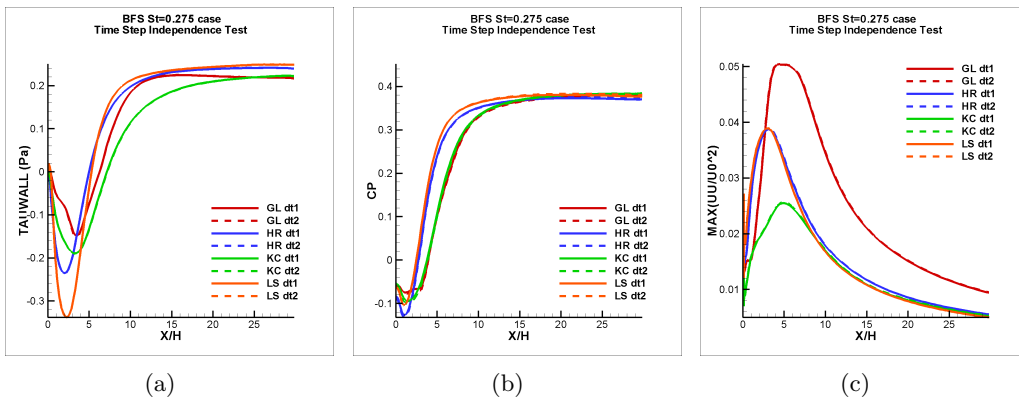 BFS St=0.275 case
Time Step Independence Test
TAUWALL (Pa)
0.2
0.1
0
-0.1
-0.2
-0.3
GL dt1
GL dt2
HR dt1
HR dt2
KC dt1
KC dt2
LS dt1
LS dt2
0 5 10 15 20 25
X/H
(a)
BFS St=0.275 case
Time Step Independence Test
CP
0.4
0.3
0.2
0.1
0
-0.1
GL dt1
GL dt2
HR dt1
HR dt2
KC dt1
KC dt2
LS dt1
LS dt2
0 5 10 15 20 25
X/H
(b)
BFS St=0.275 case
Time Step Independence Test
MAX(UU/U0^2)
0.05
0.04
0.03
0.02
0.01
GL dt1
GL dt2
HR dt1
HR dt2
KC dt1
KC dt2
LS dt1
LS dt2
0 5 10 15 20 25
X/H
(c)